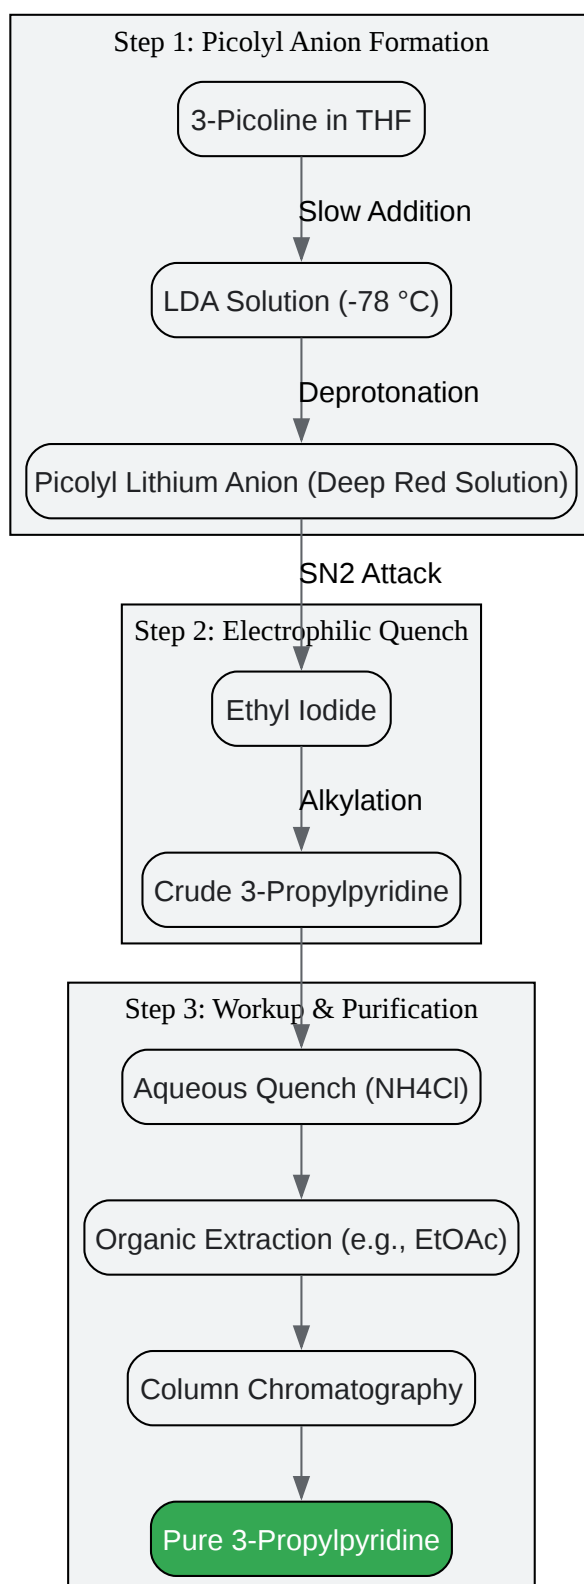 Step 1: Picolyl Anion Formation
3-Picoline in THF
Slow Addition
LDA Solution (-78 °C)
Deprotonation
Picolyl Lithium Anion (Deep Red Solution)
SN2 Attack
Step 2: Electrophilic Quench
Ethyl Iodide
Alkylation
Crude 3-Propylpyridine
Step 3: Workup & Purification
Aqueous Quench (NH4Cl)
Organic Extraction (e.g., EtOAc)
Column Chromatography
Pure 3-Propylpyridine